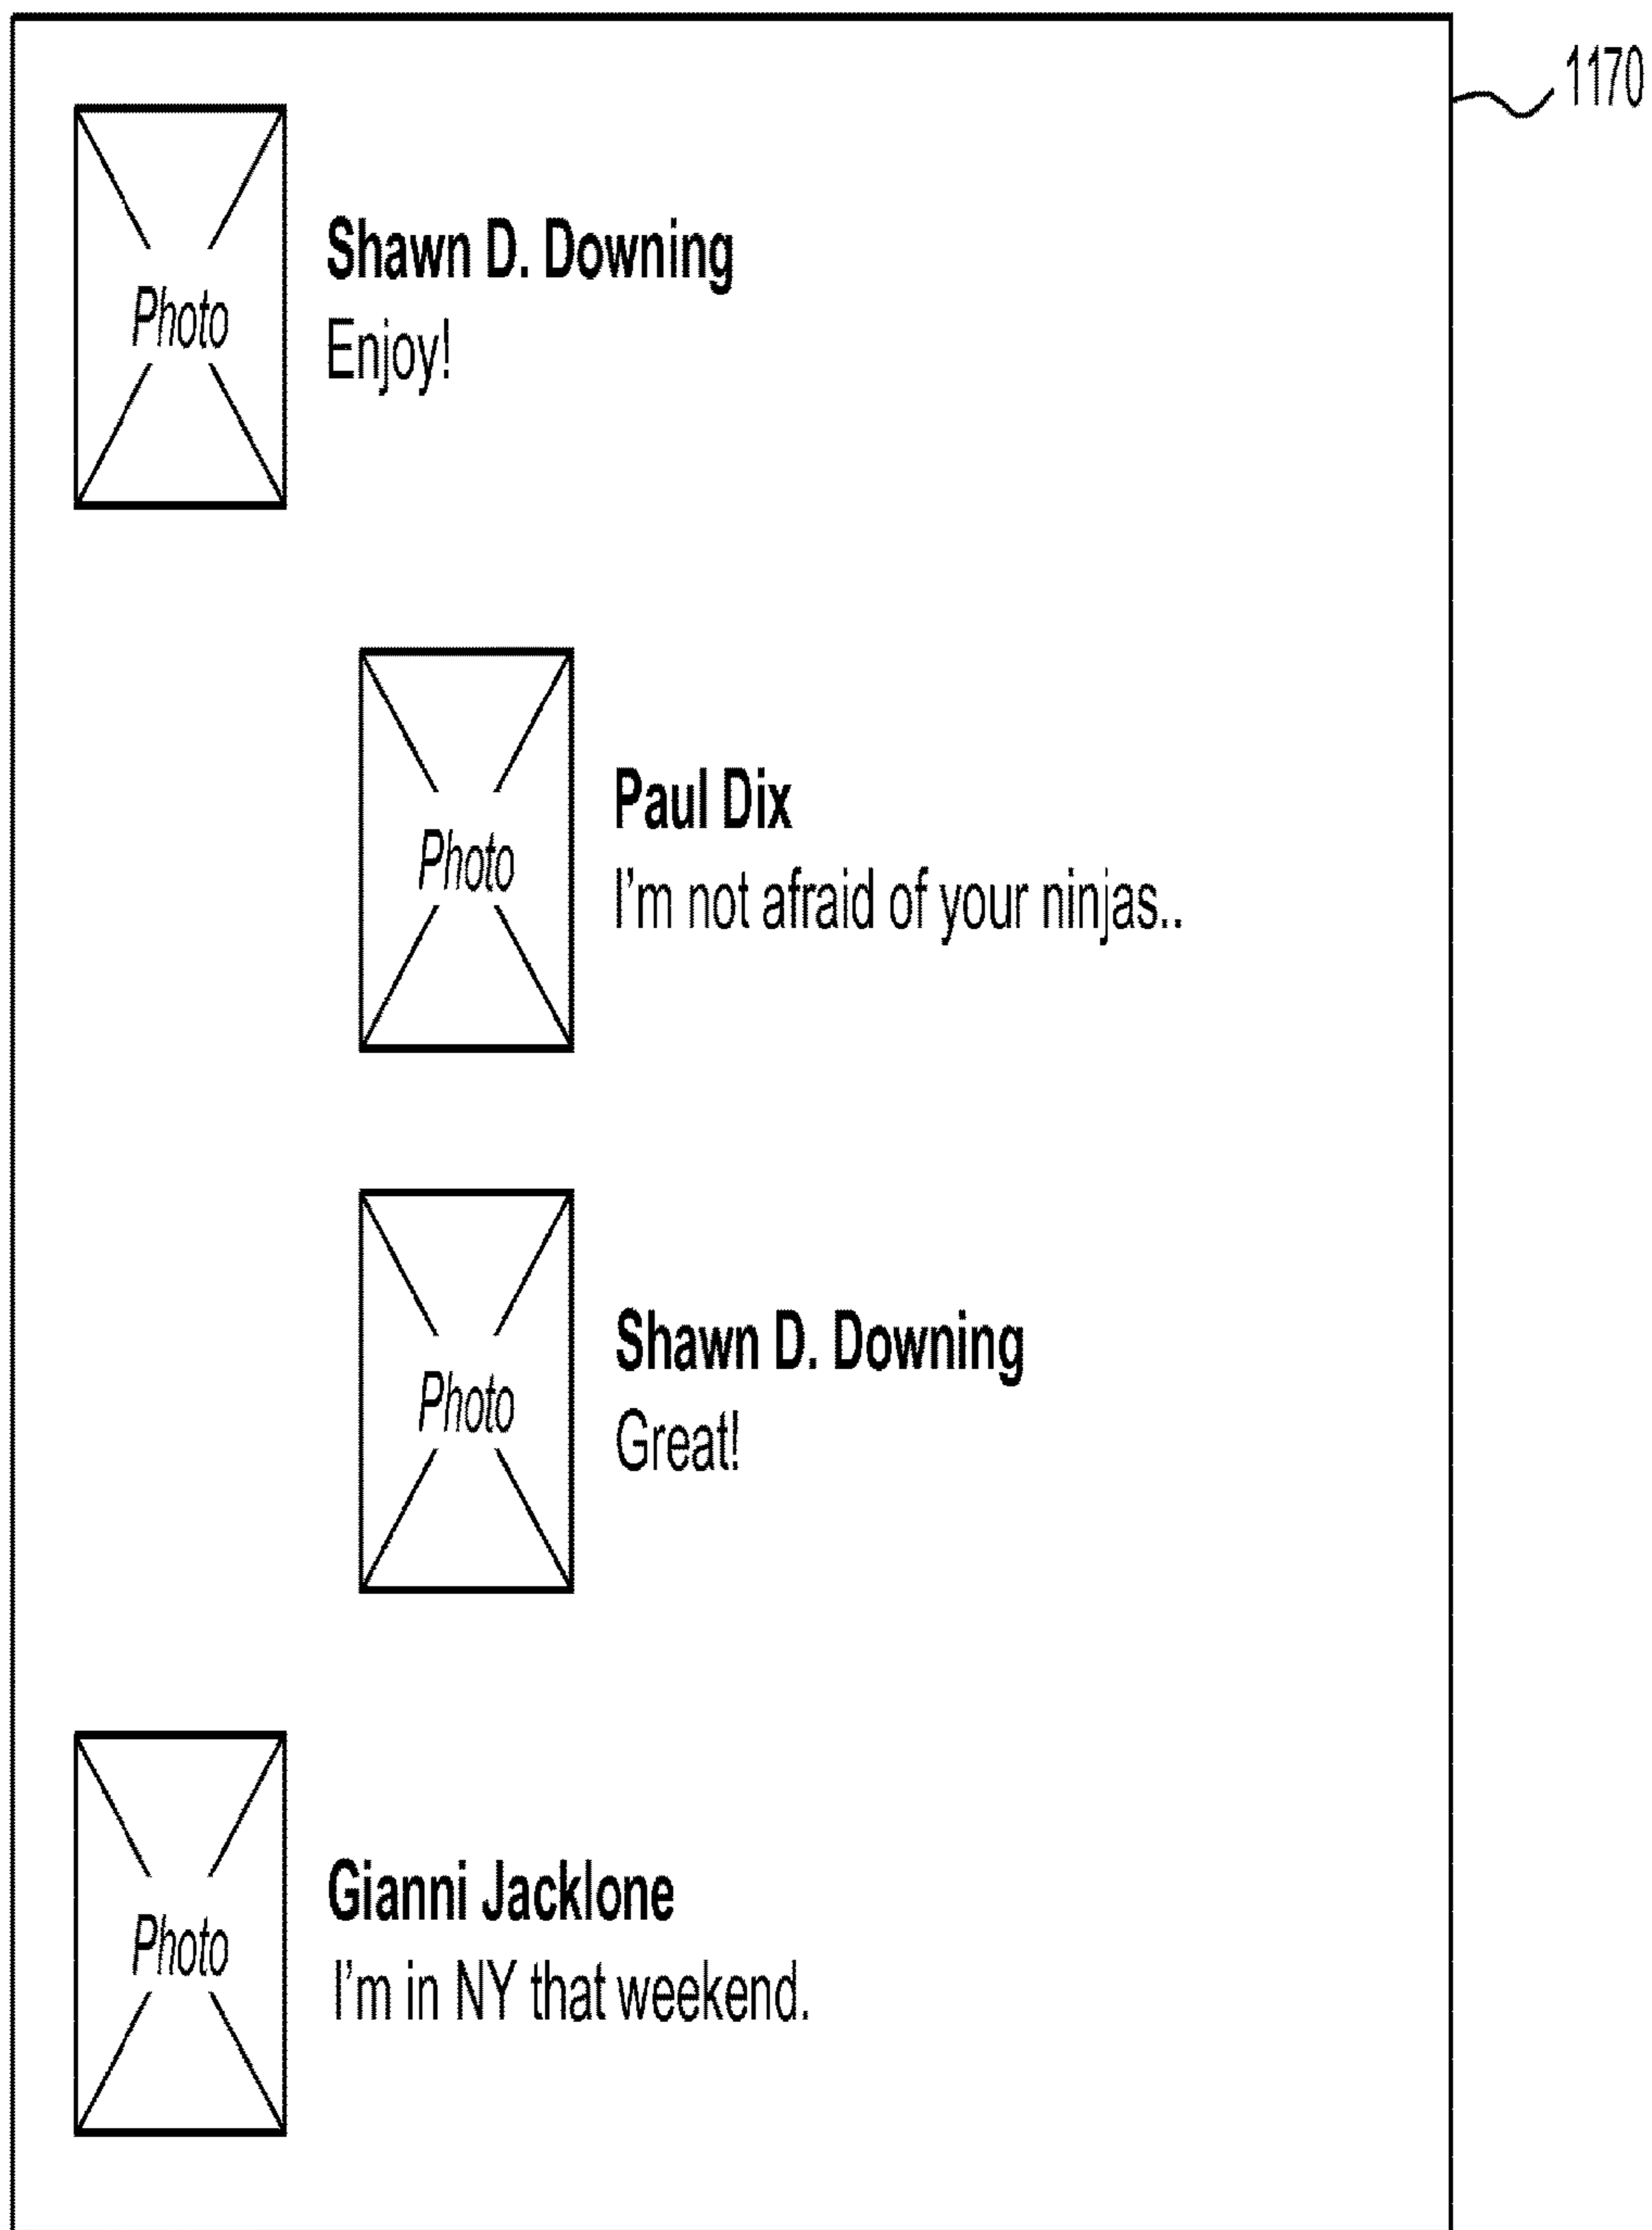 1170
Photo
Shawn D. Downing
Enjoy!
Photo
Paul Dix
I'm not afraid of your ninjas..
Photo
Shawn D. Downing
Great!
Photo
Gianni Jacklone
I'm in NY that weekend.